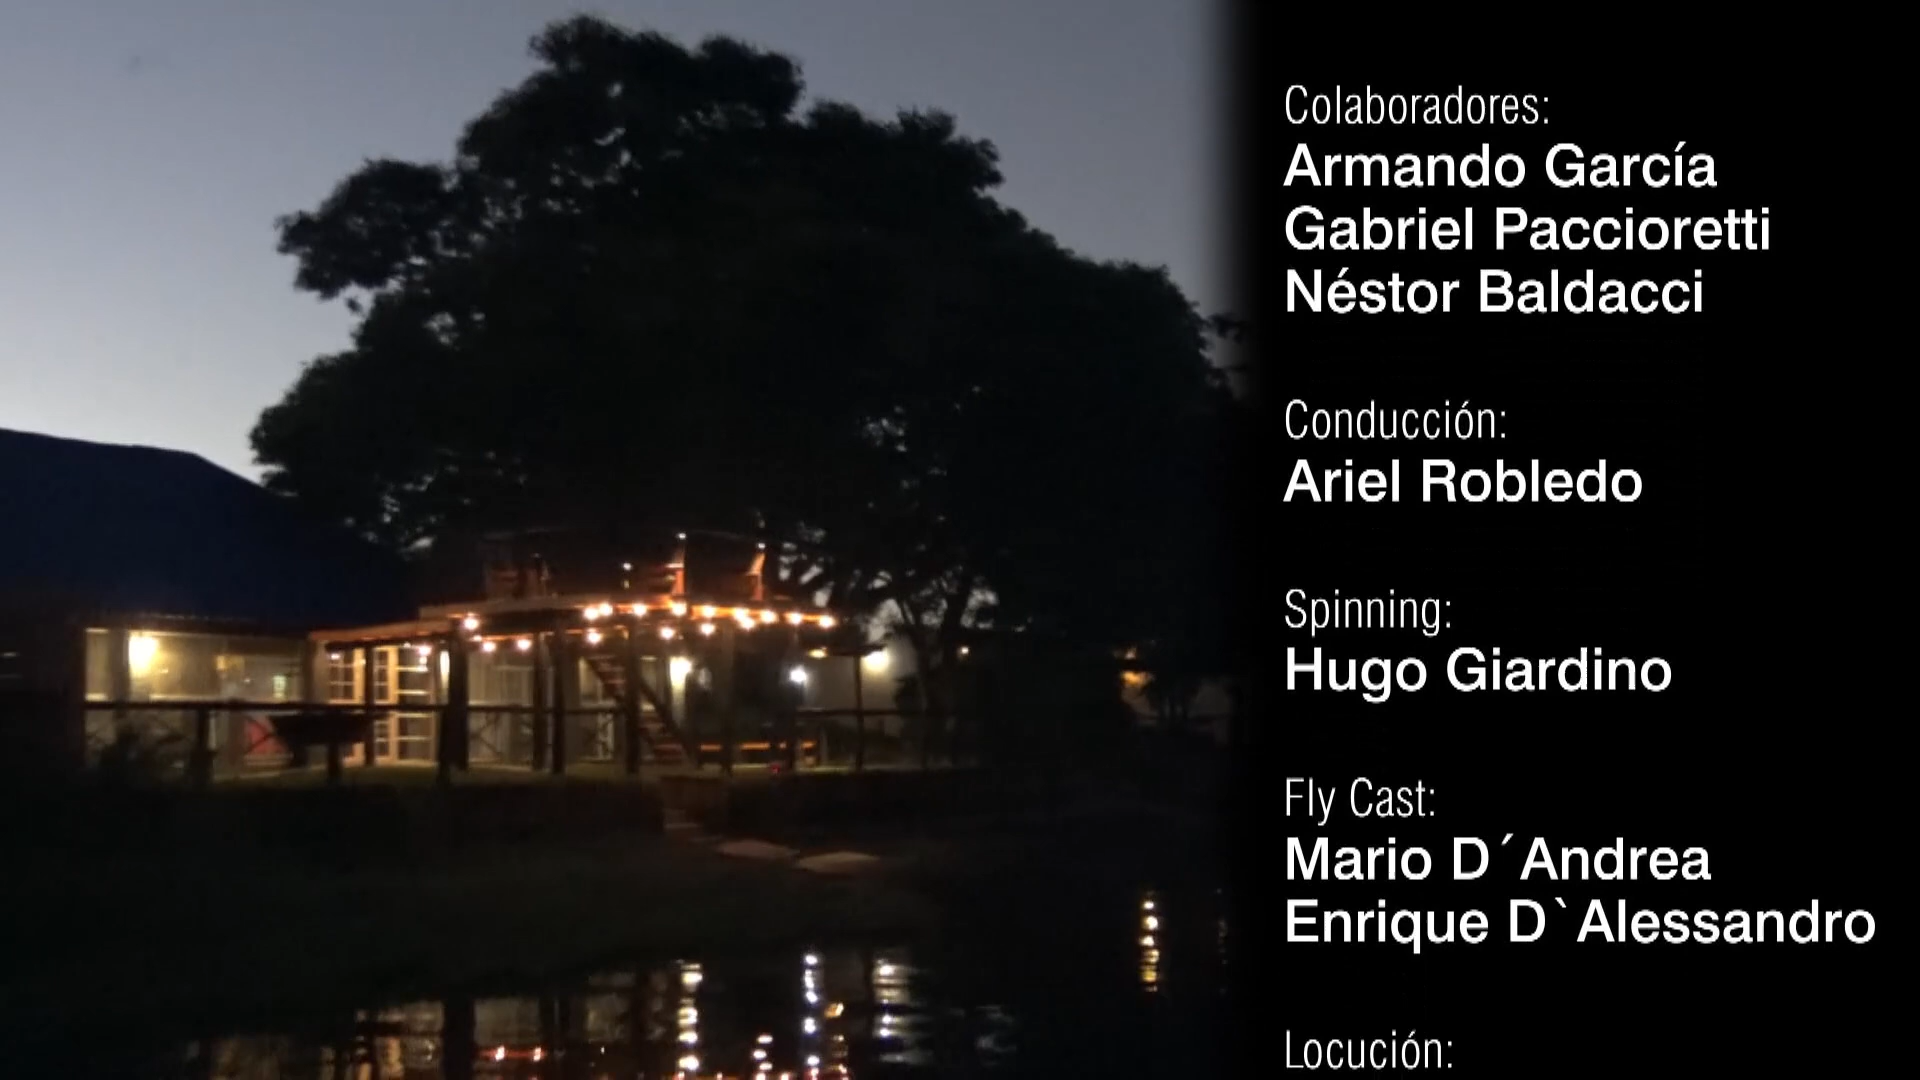 Colaboradores:
Armando García
Gabriel Paccioretti
Néstor Baldacci
Conducción:
Ariel Robledo
Spinning:
Hugo Giardino
Fly Cast:
Mario D´Andrea
Enrique D`Alessandro
Locución: